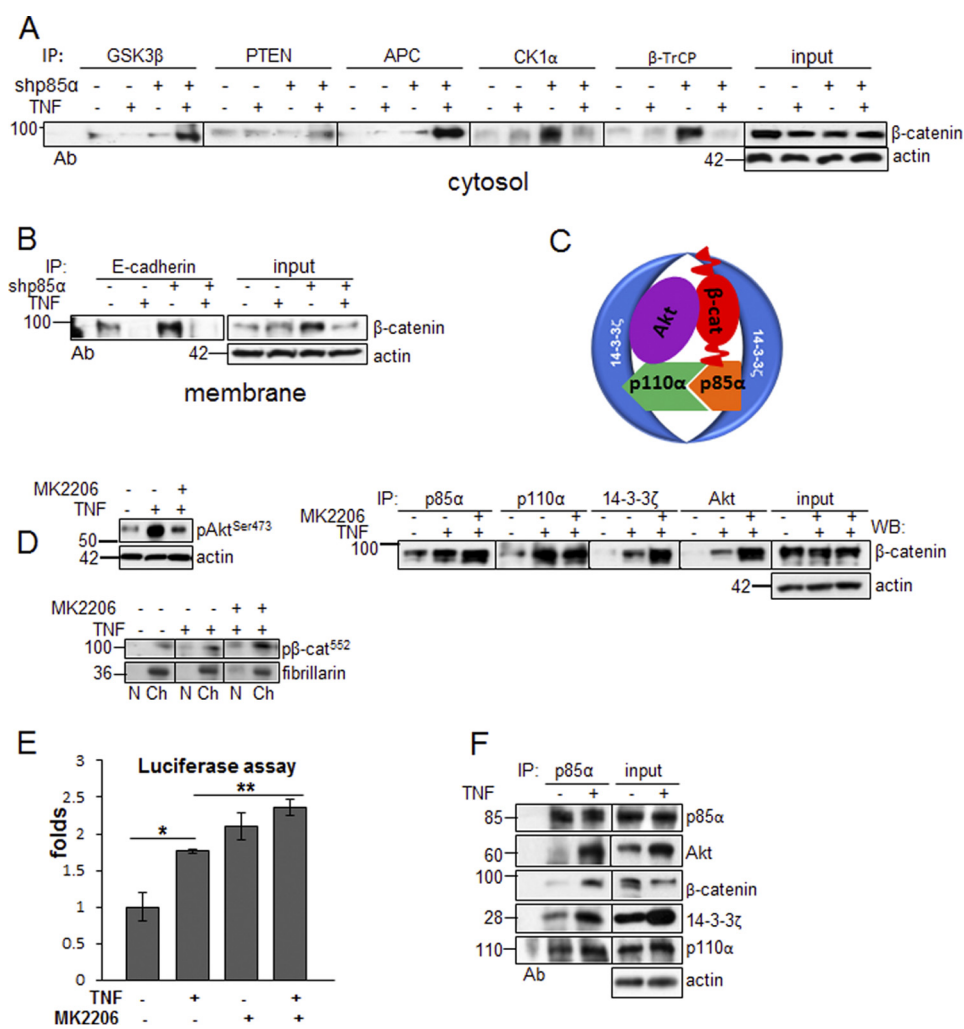 A
IP: GSK3β PTEN APC CK1α β-TrCP input
shp85α - - + + - - + + - - + + - - + + - - + + - - + +
TNF - + - + - + - + - + - + - + - + - + - + - + - +
100 β-catenin
Ab 42 actin
cytosol
B
IP: E-cadherin input
shp85α - - + + - - + +
TNF - + - + - + - +
100 β-catenin
Ab 42 actin
membrane
C
14-3-3ζ Akt β-cat 14-3-3ζ
p110α p85α
D
MK2206 - - +
TNF - + +
50 pAktSer473
42 actin
IP: p85α p110α 14-3-3ζ Akt input
MK2206 - - + - - + - - + - - + - + +
TNF - + + - + + - + + - + + - + + WB:
100 β-catenin
42 actin
MK2206 - - - - + +
TNF - - + + + +
100 pβ-cat552
36 fibrillarin
N Ch N Ch N Ch
E
Luciferase assay
folds
3
2.5
2
1.5
1
0.5
0
* **
TNF - + - +
MK2206 - - + +
F
IP: p85α input
TNF - + - +
85 p85α
60 Akt
100 β-catenin
28 14-3-3ζ
110 p110α
Ab actin